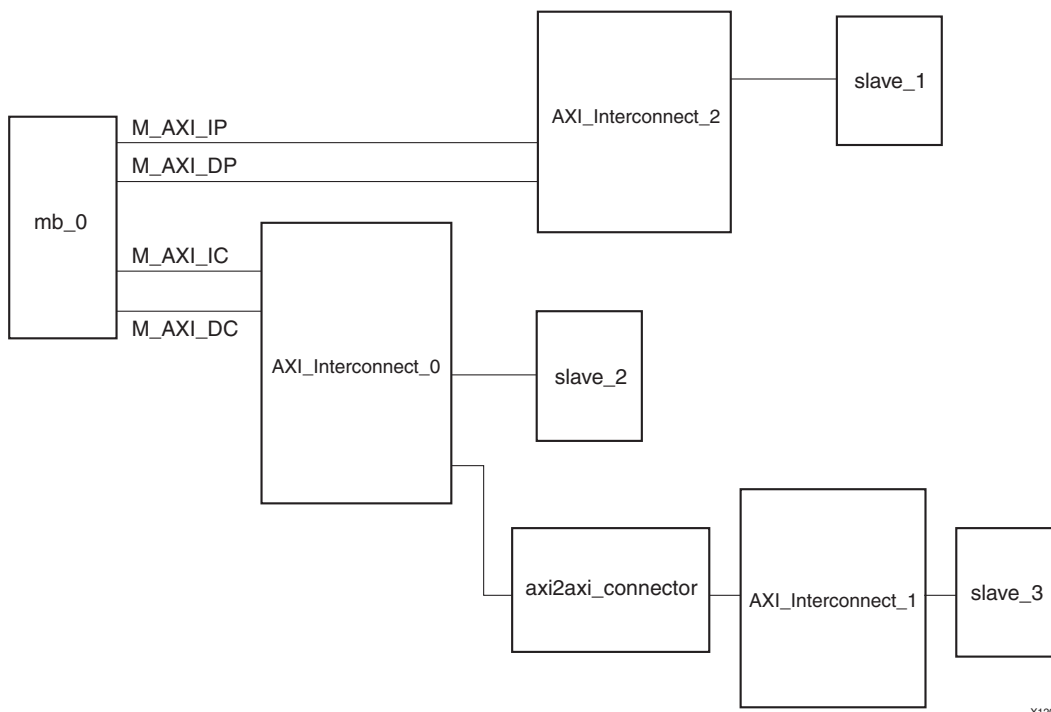 slave_1
AXI_Interconnect_2
M_AXI_IP
M_AXI_DP
mb_0
M_AXI_IC
M_AXI_DC
AXI_Interconnect_0
slave_2
axi2axi_connector
AXI_Interconnect_1
slave_3